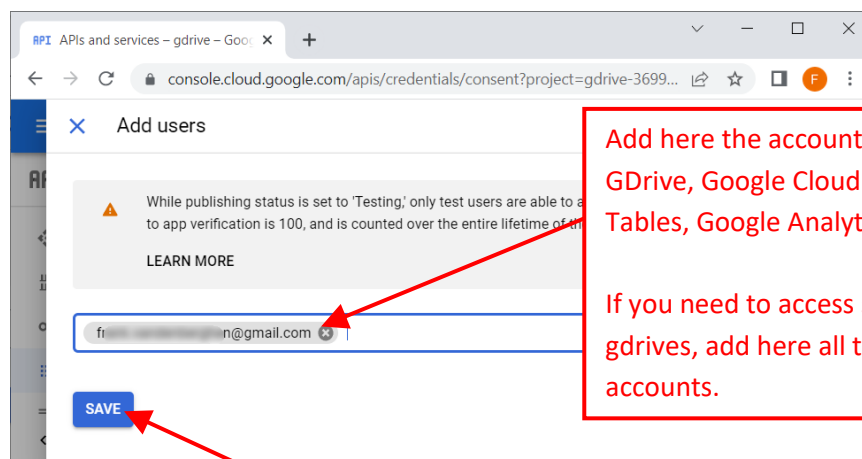 API APIs and services – gdrive – Goo
console.cloud.google.com/apis/credentials/consent?project=gdrive-3699...
F
Add users
Add here the account
GDrive, Google Cloud
Tables, Google Analyt
If you need to access
gdrives, add here all t
accounts.
While publishing status is set to 'Testing,' only test users are able to a
to app verification is 100, and is counted over the entire lifetime of th
LEARN MORE
n@gmail.com
SAVE